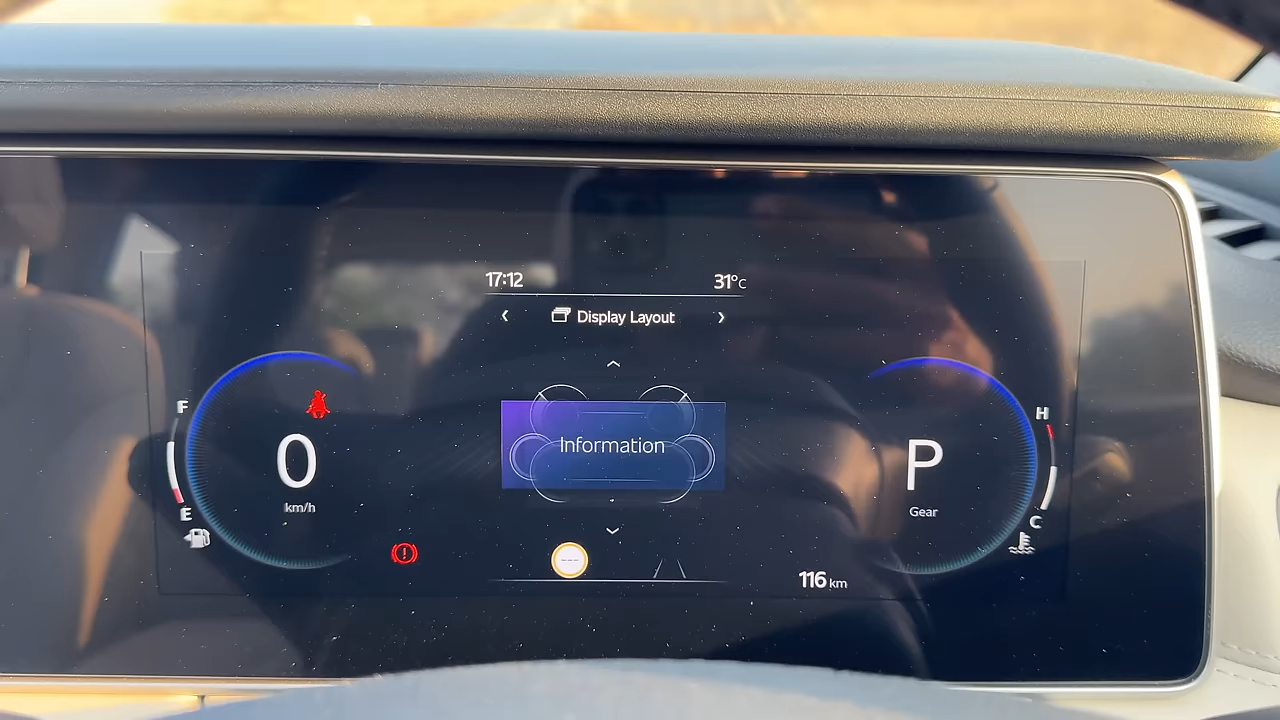 17:12 31°C
Display Layout
F H
Information
0 P
km/h Gear
E C
116 km